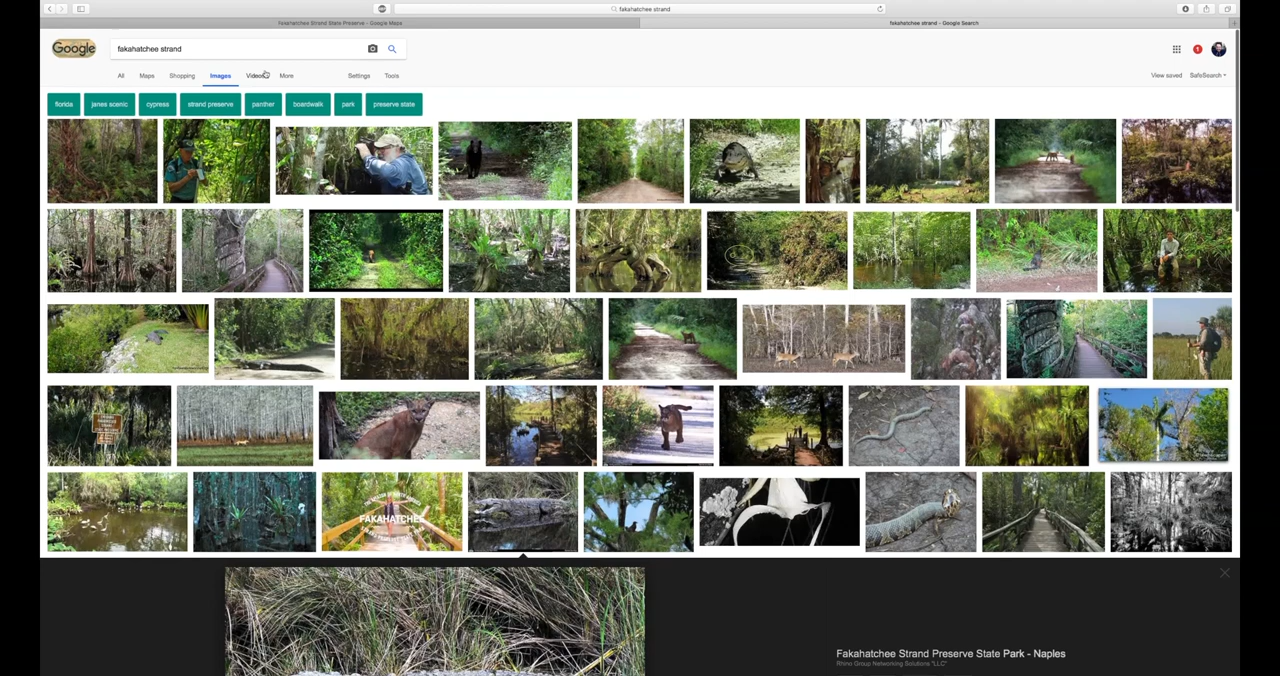 fakahatchee strand
Fakahatchee Strand State Preserve - Google Maps
fakahatchee strand - Google Search
Google
fakahatchee strand
1
All Maps Shopping Images Videos More Settings Tools
View saved SafeSearch
florida janes scenic cypress strand preserve panther boardwalk park preserve state
FAKAHATCHEE
Fakahatchee Strand Preserve State Park - Naples
Rhino Group Networking Solutions "LLC"